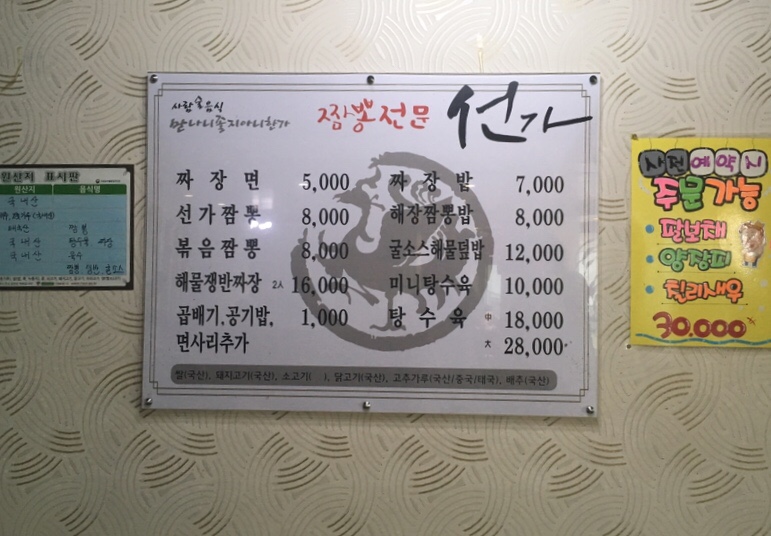 원산지 표시판
원산지 음식명
국내산
국내산
국내산 육수
사람 음식
짬뽕전문 선가
짜장면 5,000
선가짬뽕 8,000
볶음짬뽕 8,000
해물쟁반짜장 2人 16,000
곱배기,공기밥, 1,000
면사리추가
짜장밥 7,000
해장짬뽕밥 8,000
굴소스해물덮밥 12,000
미니탕수육 10,000
탕수육 中 18,000
大 28,000
쌀(국산), 돼지고기(국산), 소고기( ), 닭고기(국산), 고추가루(국산/중국/태국), 배추(국산)
사전예약시
주문가능
판보채
양장피
칠리새우
30.000